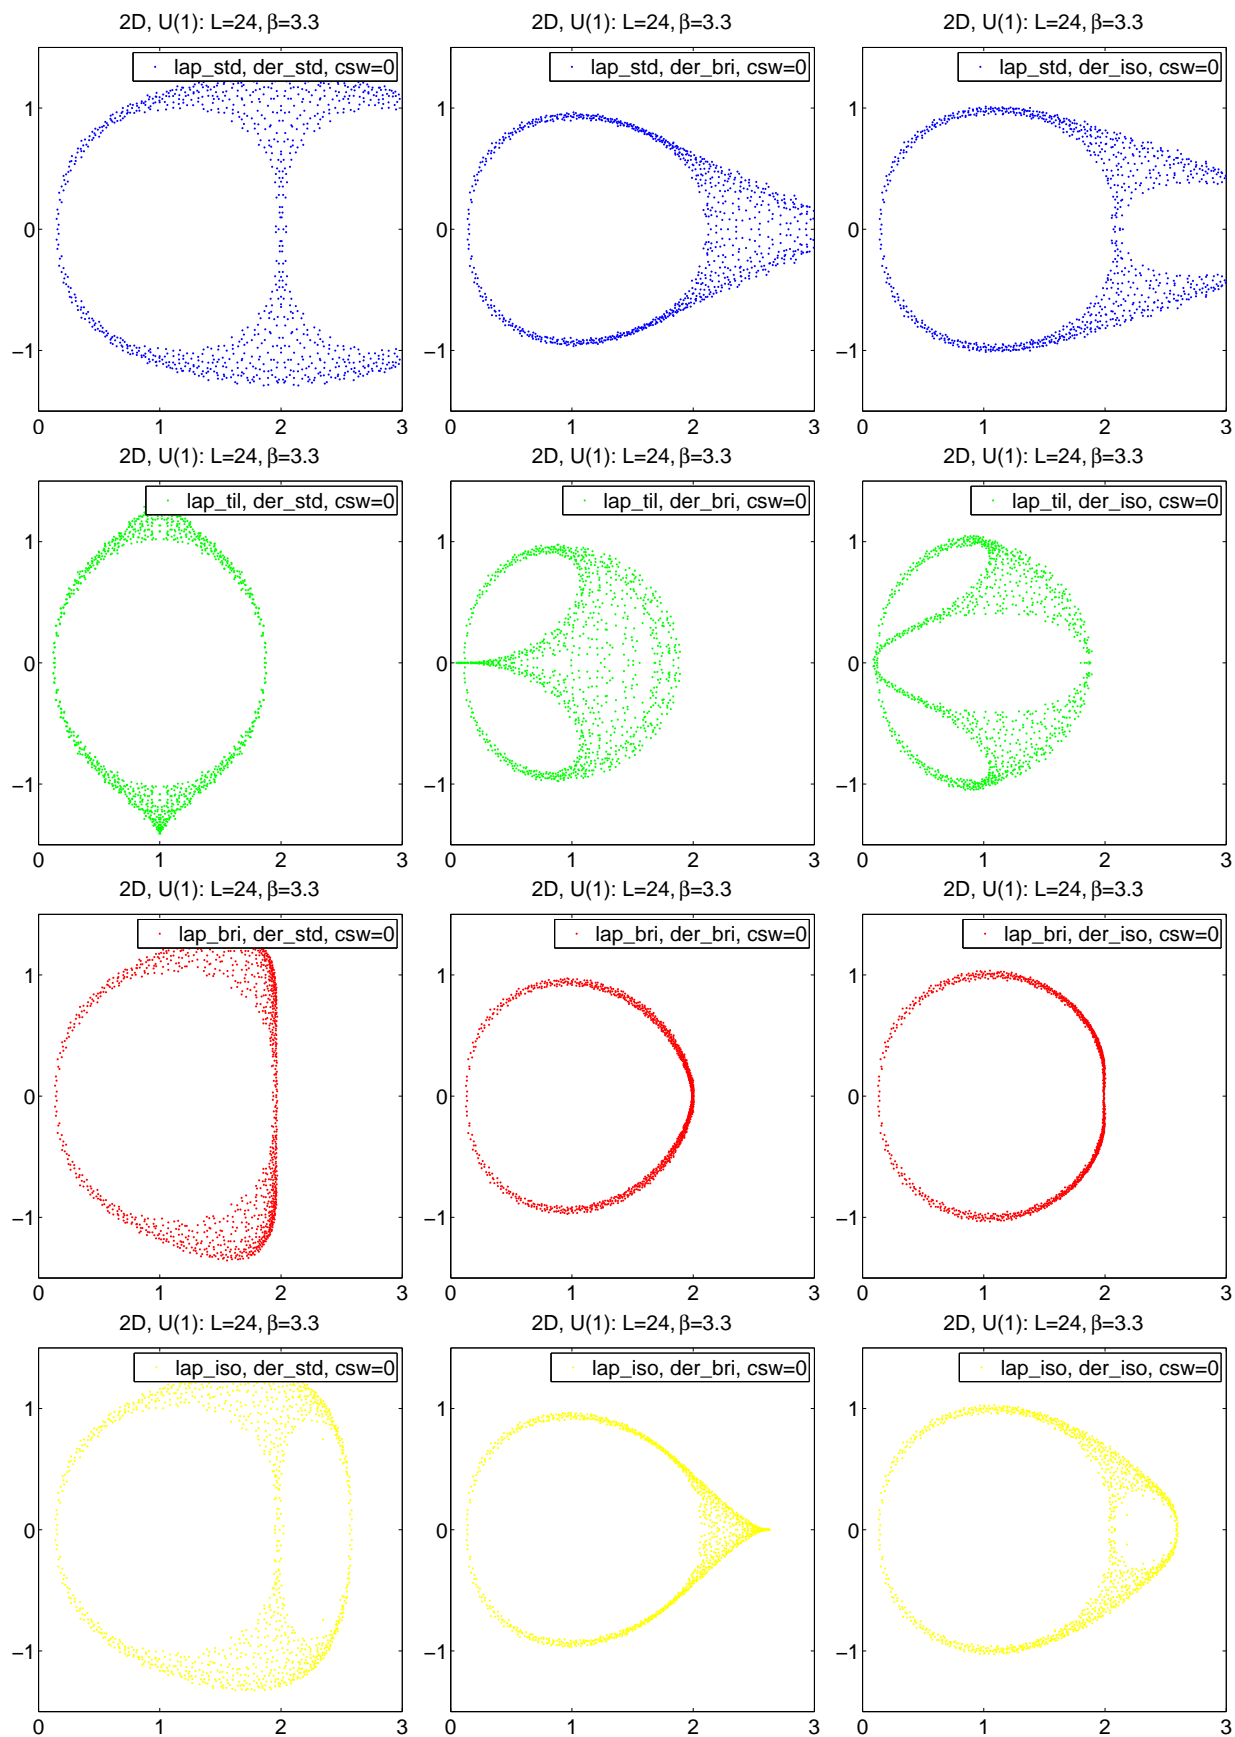 2D, U(1): L=24, β=3.3 2D, U(1): L=24, β=3.3 2D, U(1): L=24, β=3.3
lap_std, der_std, csw=0 lap_std, der_bri, csw=0 lap_std, der_iso, csw=0
1 1 1
0 0 0
−1 −1 −1
0 1 2 3 0 1 2 3 0 1 2 3
2D, U(1): L=24, β=3.3 2D, U(1): L=24, β=3.3 2D, U(1): L=24, β=3.3
lap_til, der_std, csw=0 lap_til, der_bri, csw=0 lap_til, der_iso, csw=0
1 1 1
0 0 0
−1 −1 −1
0 1 2 3 0 1 2 3 0 1 2 3
2D, U(1): L=24, β=3.3 2D, U(1): L=24, β=3.3 2D, U(1): L=24, β=3.3
lap_bri, der_std, csw=0 lap_bri, der_bri, csw=0 lap_bri, der_iso, csw=0
1 1 1
0 0 0
−1 −1 −1
0 1 2 3 0 1 2 3 0 1 2 3
2D, U(1): L=24, β=3.3 2D, U(1): L=24, β=3.3 2D, U(1): L=24, β=3.3
lap_iso, der_std, csw=0 lap_iso, der_bri, csw=0 lap_iso, der_iso, csw=0
1 1 1
0 0 0
−1 −1 −1
0 1 2 3 0 1 2 3 0 1 2 3